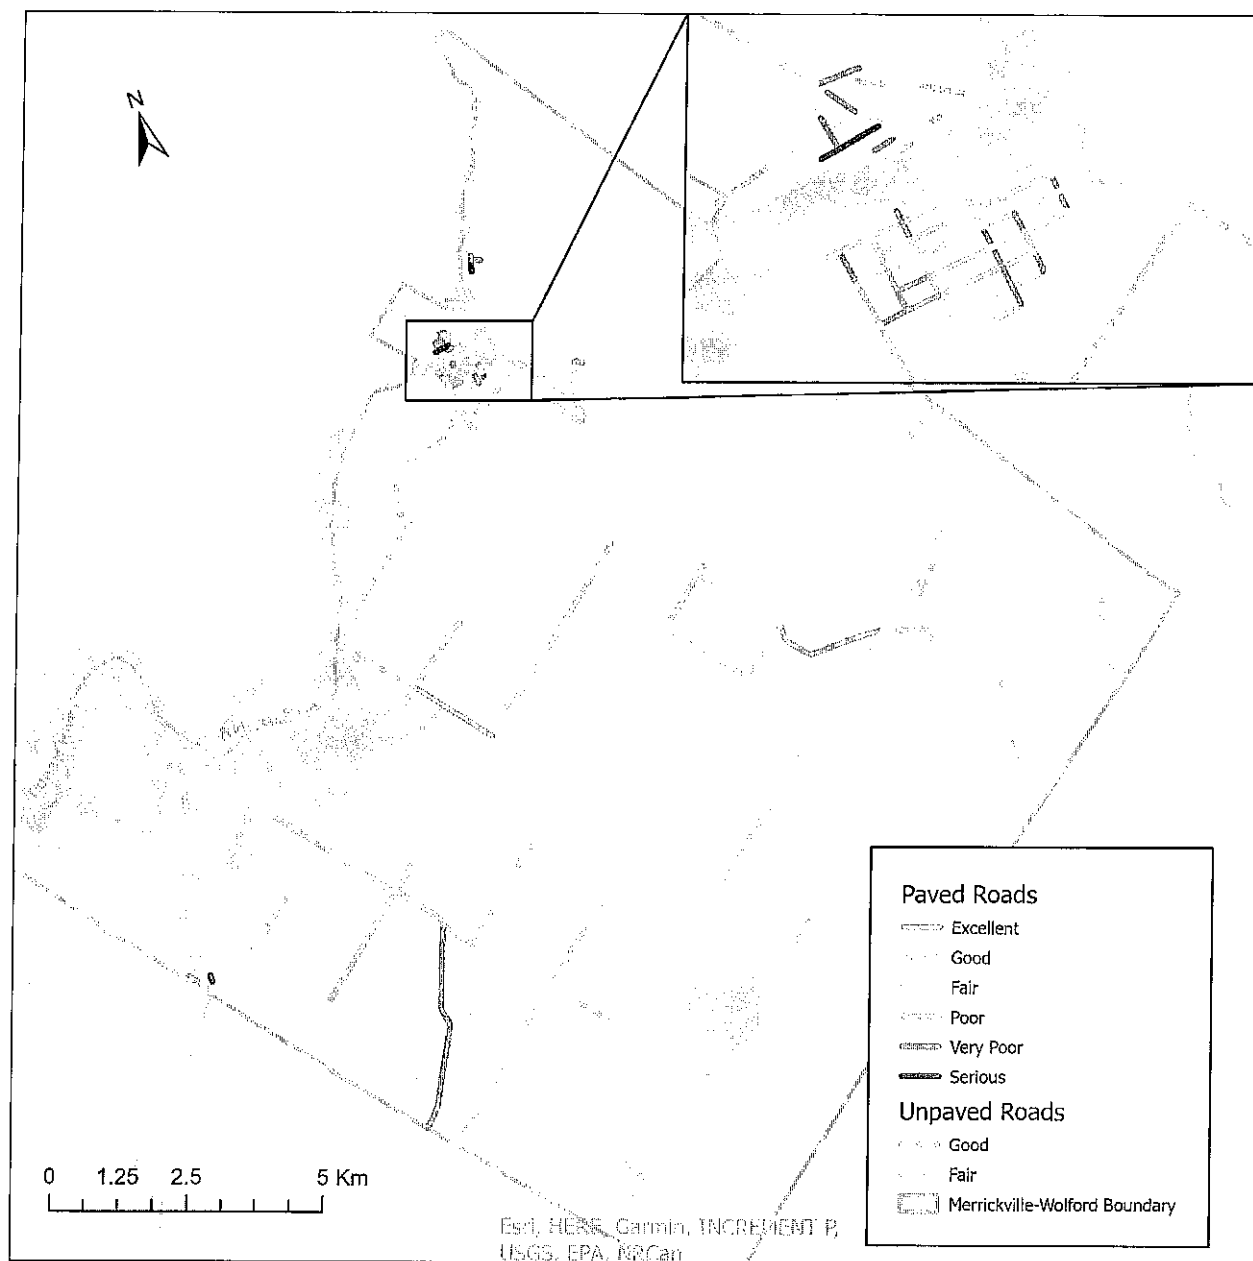 N
Paved Roads
Excellent
Good
Fair
Poor
Very Poor
Serious
Unpaved Roads
Good
Fair
Merrickville-Wolford Boundary
0 1.25 2.5 5 Km
Esri, HERE, Garmin, INCREMENT P,
USGS, EPA, NRCan